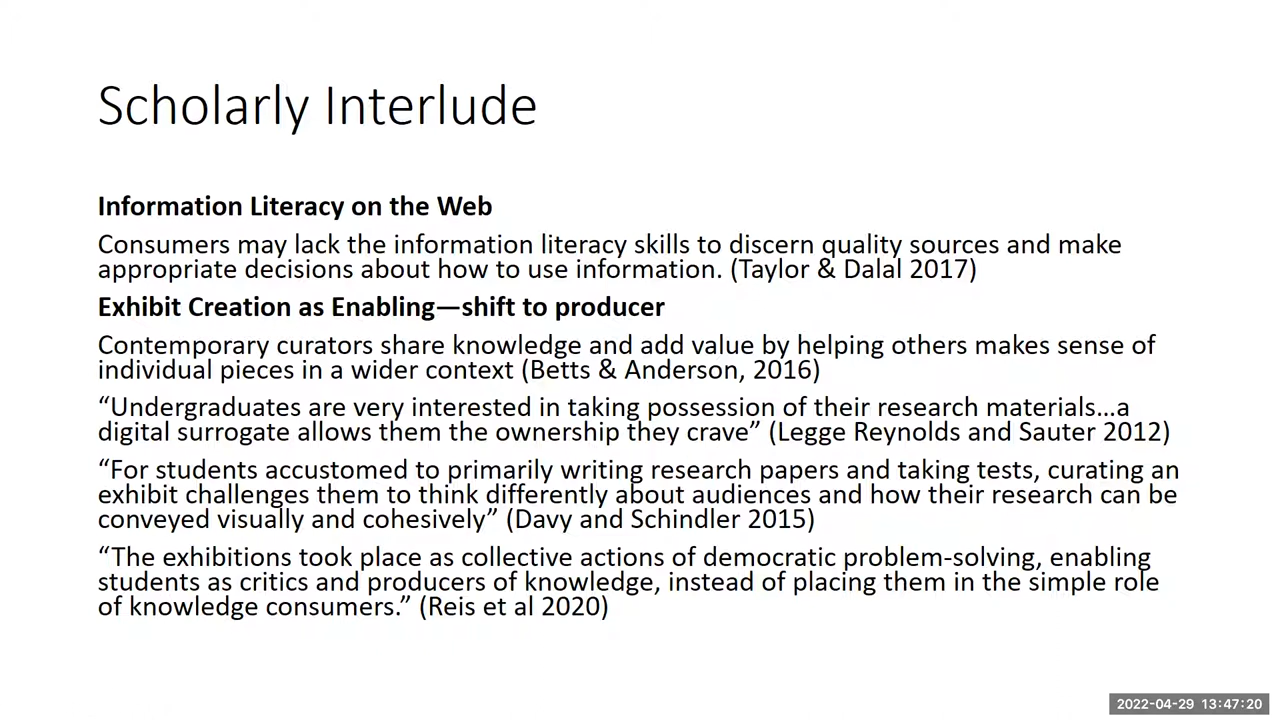 Scholarly Interlude
Information Literacy on the Web
Consumers may lack the information literacy skills to discern quality sources and make
appropriate decisions about how to use information. (Taylor & Dalal 2017)
Exhibit Creation as Enabling—shift to producer
Contemporary curators share knowledge and add value by helping others makes sense of
individual pieces in a wider context (Betts & Anderson, 2016)
“Undergraduates are very interested in taking possession of their research materials…a
digital surrogate allows them the ownership they crave” (Legge Reynolds and Sauter 2012)
“For students accustomed to primarily writing research papers and taking tests, curating an
exhibit challenges them to think differently about audiences and how their research can be
conveyed visually and cohesively” (Davy and Schindler 2015)
“The exhibitions took place as collective actions of democratic problem-solving, enabling
students as critics and producers of knowledge, instead of placing them in the simple role
of knowledge consumers.” (Reis et al 2020)
2022-04-29 13:47:20